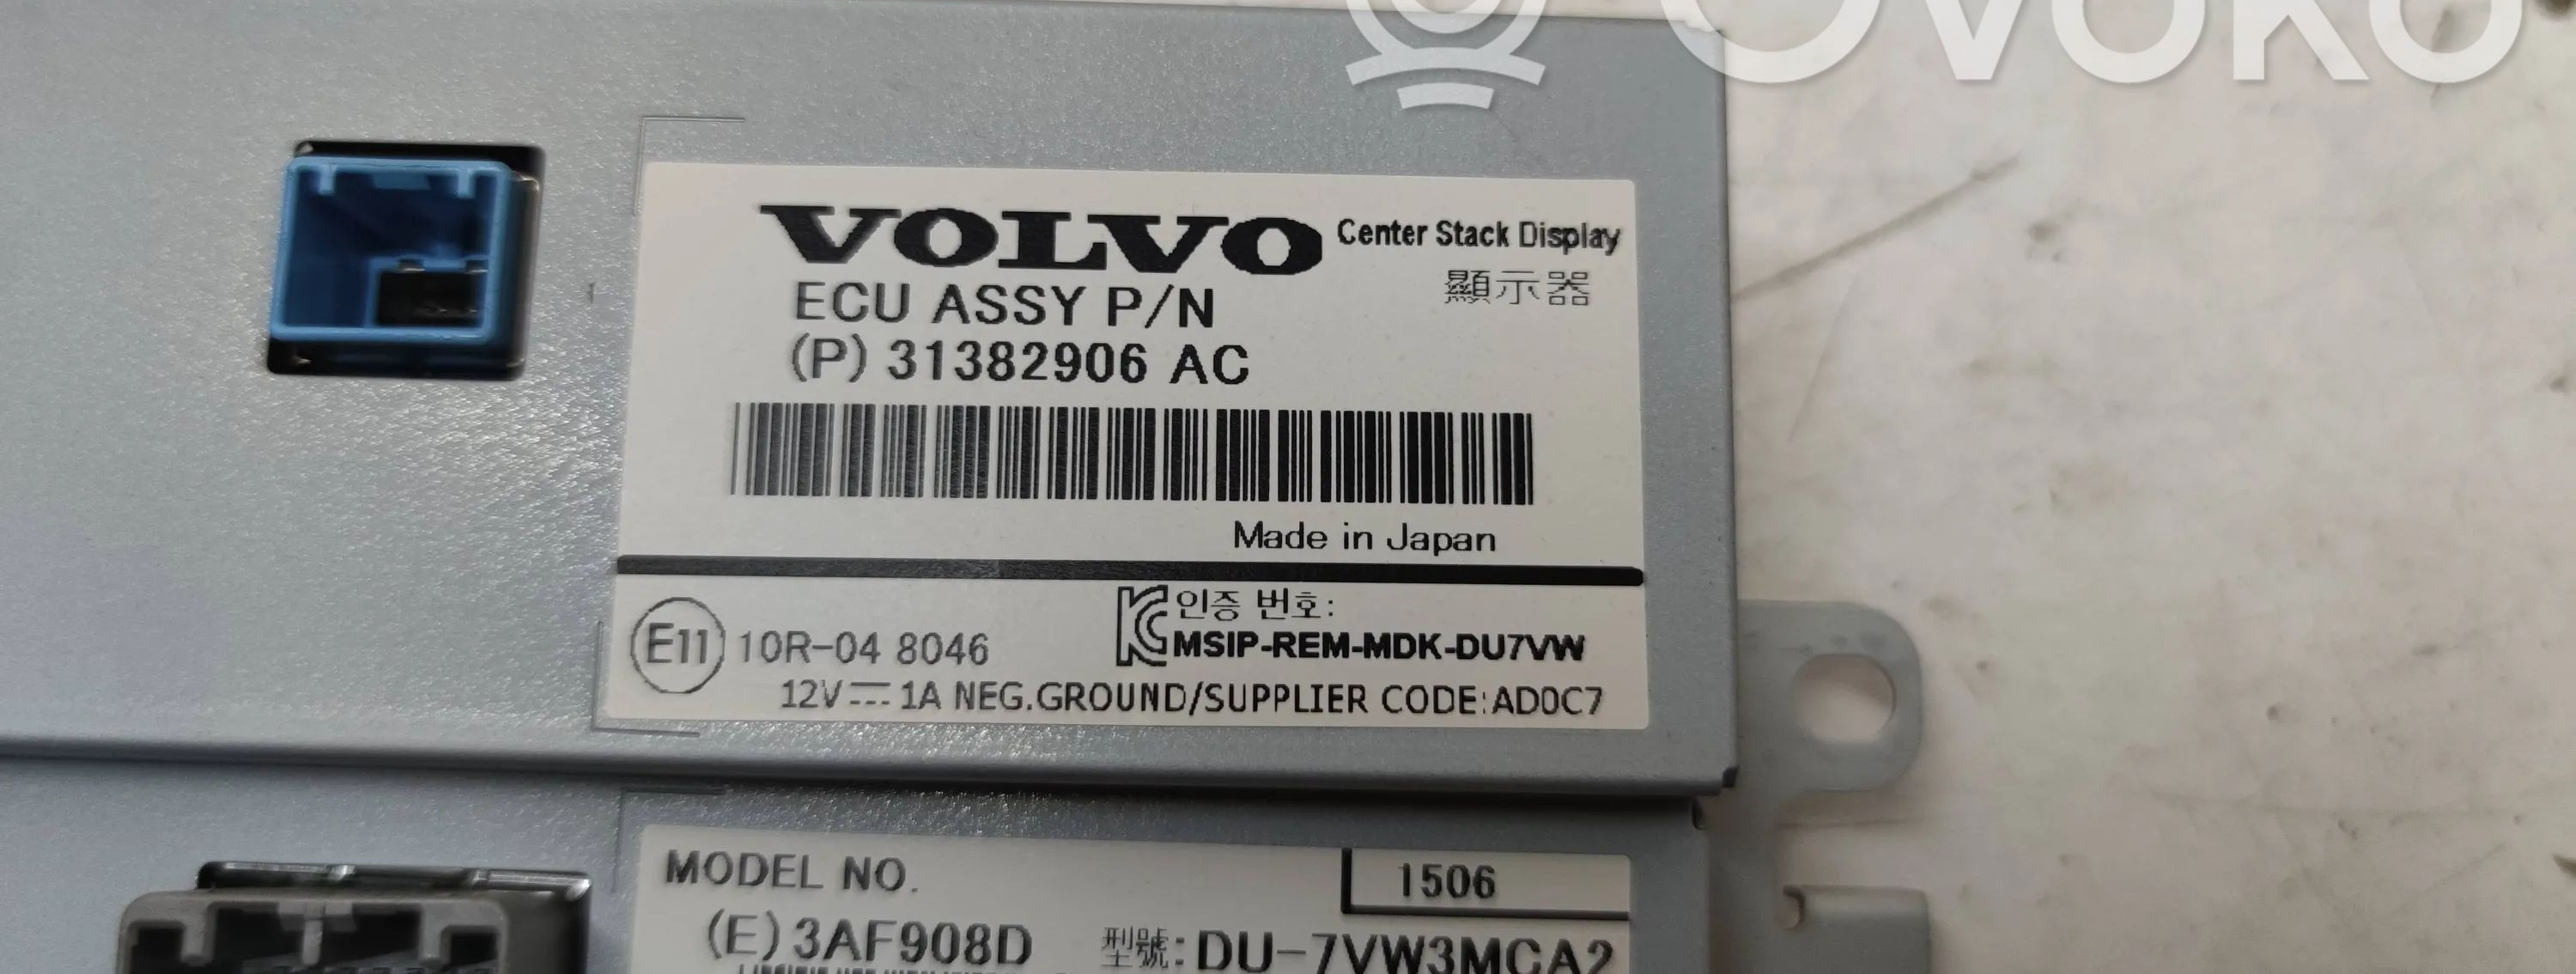 OVOKO
VOLVO Center Stack Display
顯示器
ECU ASSY P/N
(P) 31382906 AC
Made in Japan
E11 10R-04 8046
인증 번호:
MSIP-REM-MDK-DU7VW
12V⎓1A NEG.GROUND/SUPPLIER CODE:AD0C7
MODEL NO. 1506
(E) 3AF908D 型號: DU-7VW3MCA2